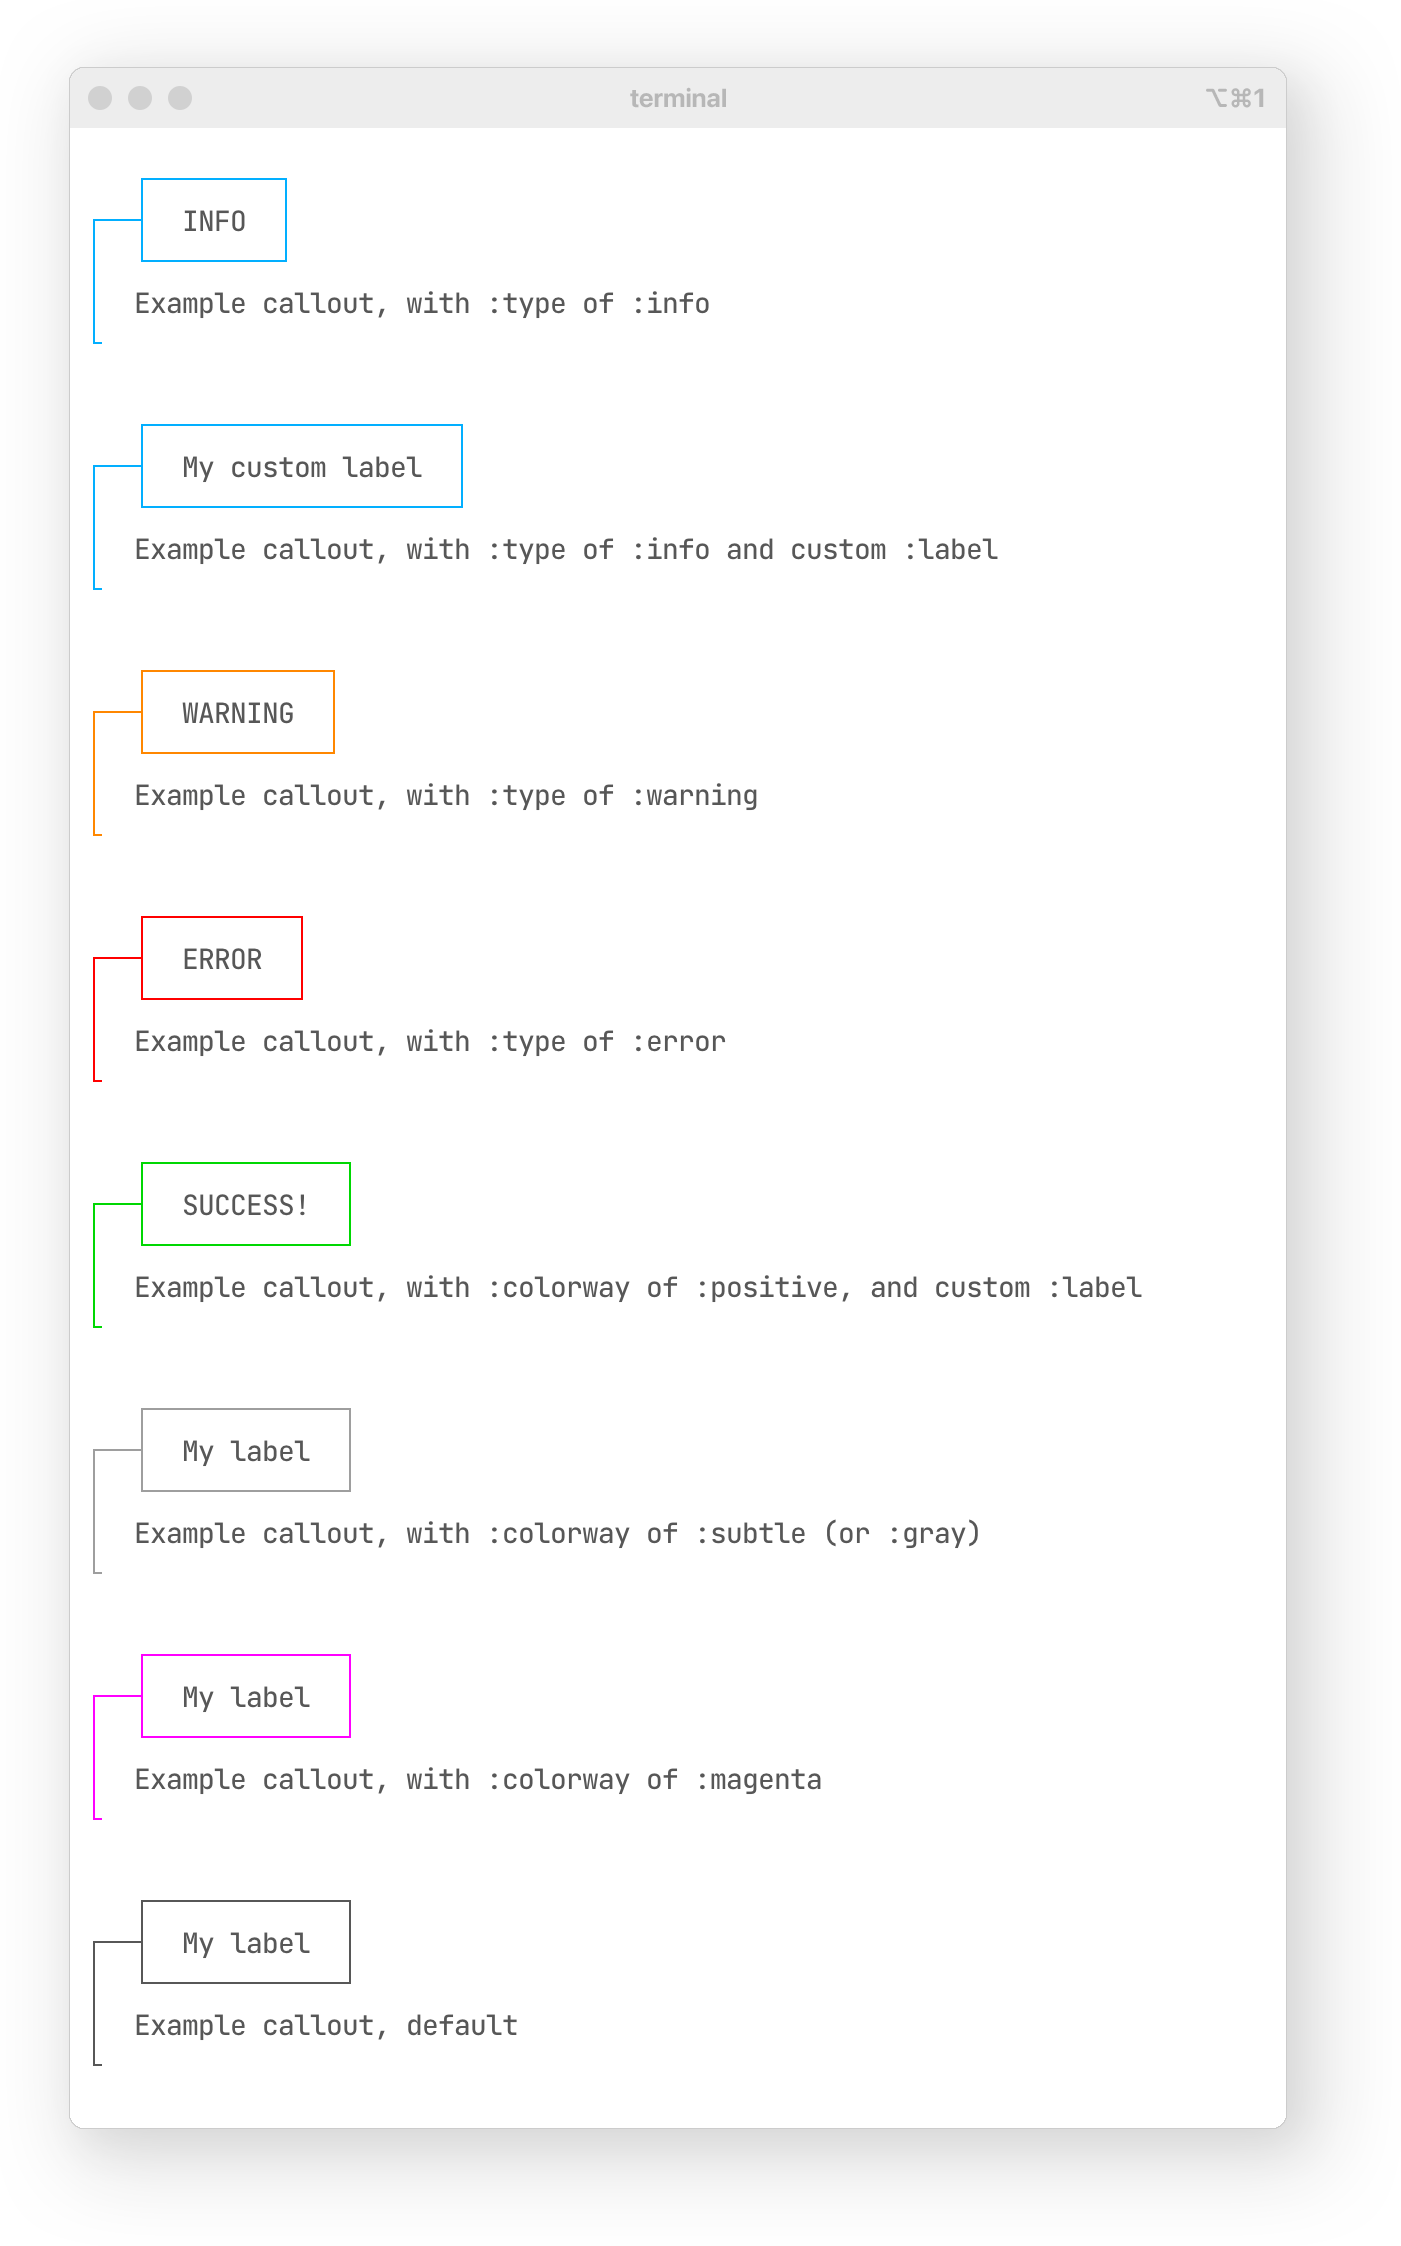 terminal ⌥⌘1
INFO
Example callout, with :type of :info
My custom label
Example callout, with :type of :info and custom :label
WARNING
Example callout, with :type of :warning
ERROR
Example callout, with :type of :error
SUCCESS!
Example callout, with :colorway of :positive, and custom :label
My label
Example callout, with :colorway of :subtle (or :gray)
My label
Example callout, with :colorway of :magenta
My label
Example callout, default